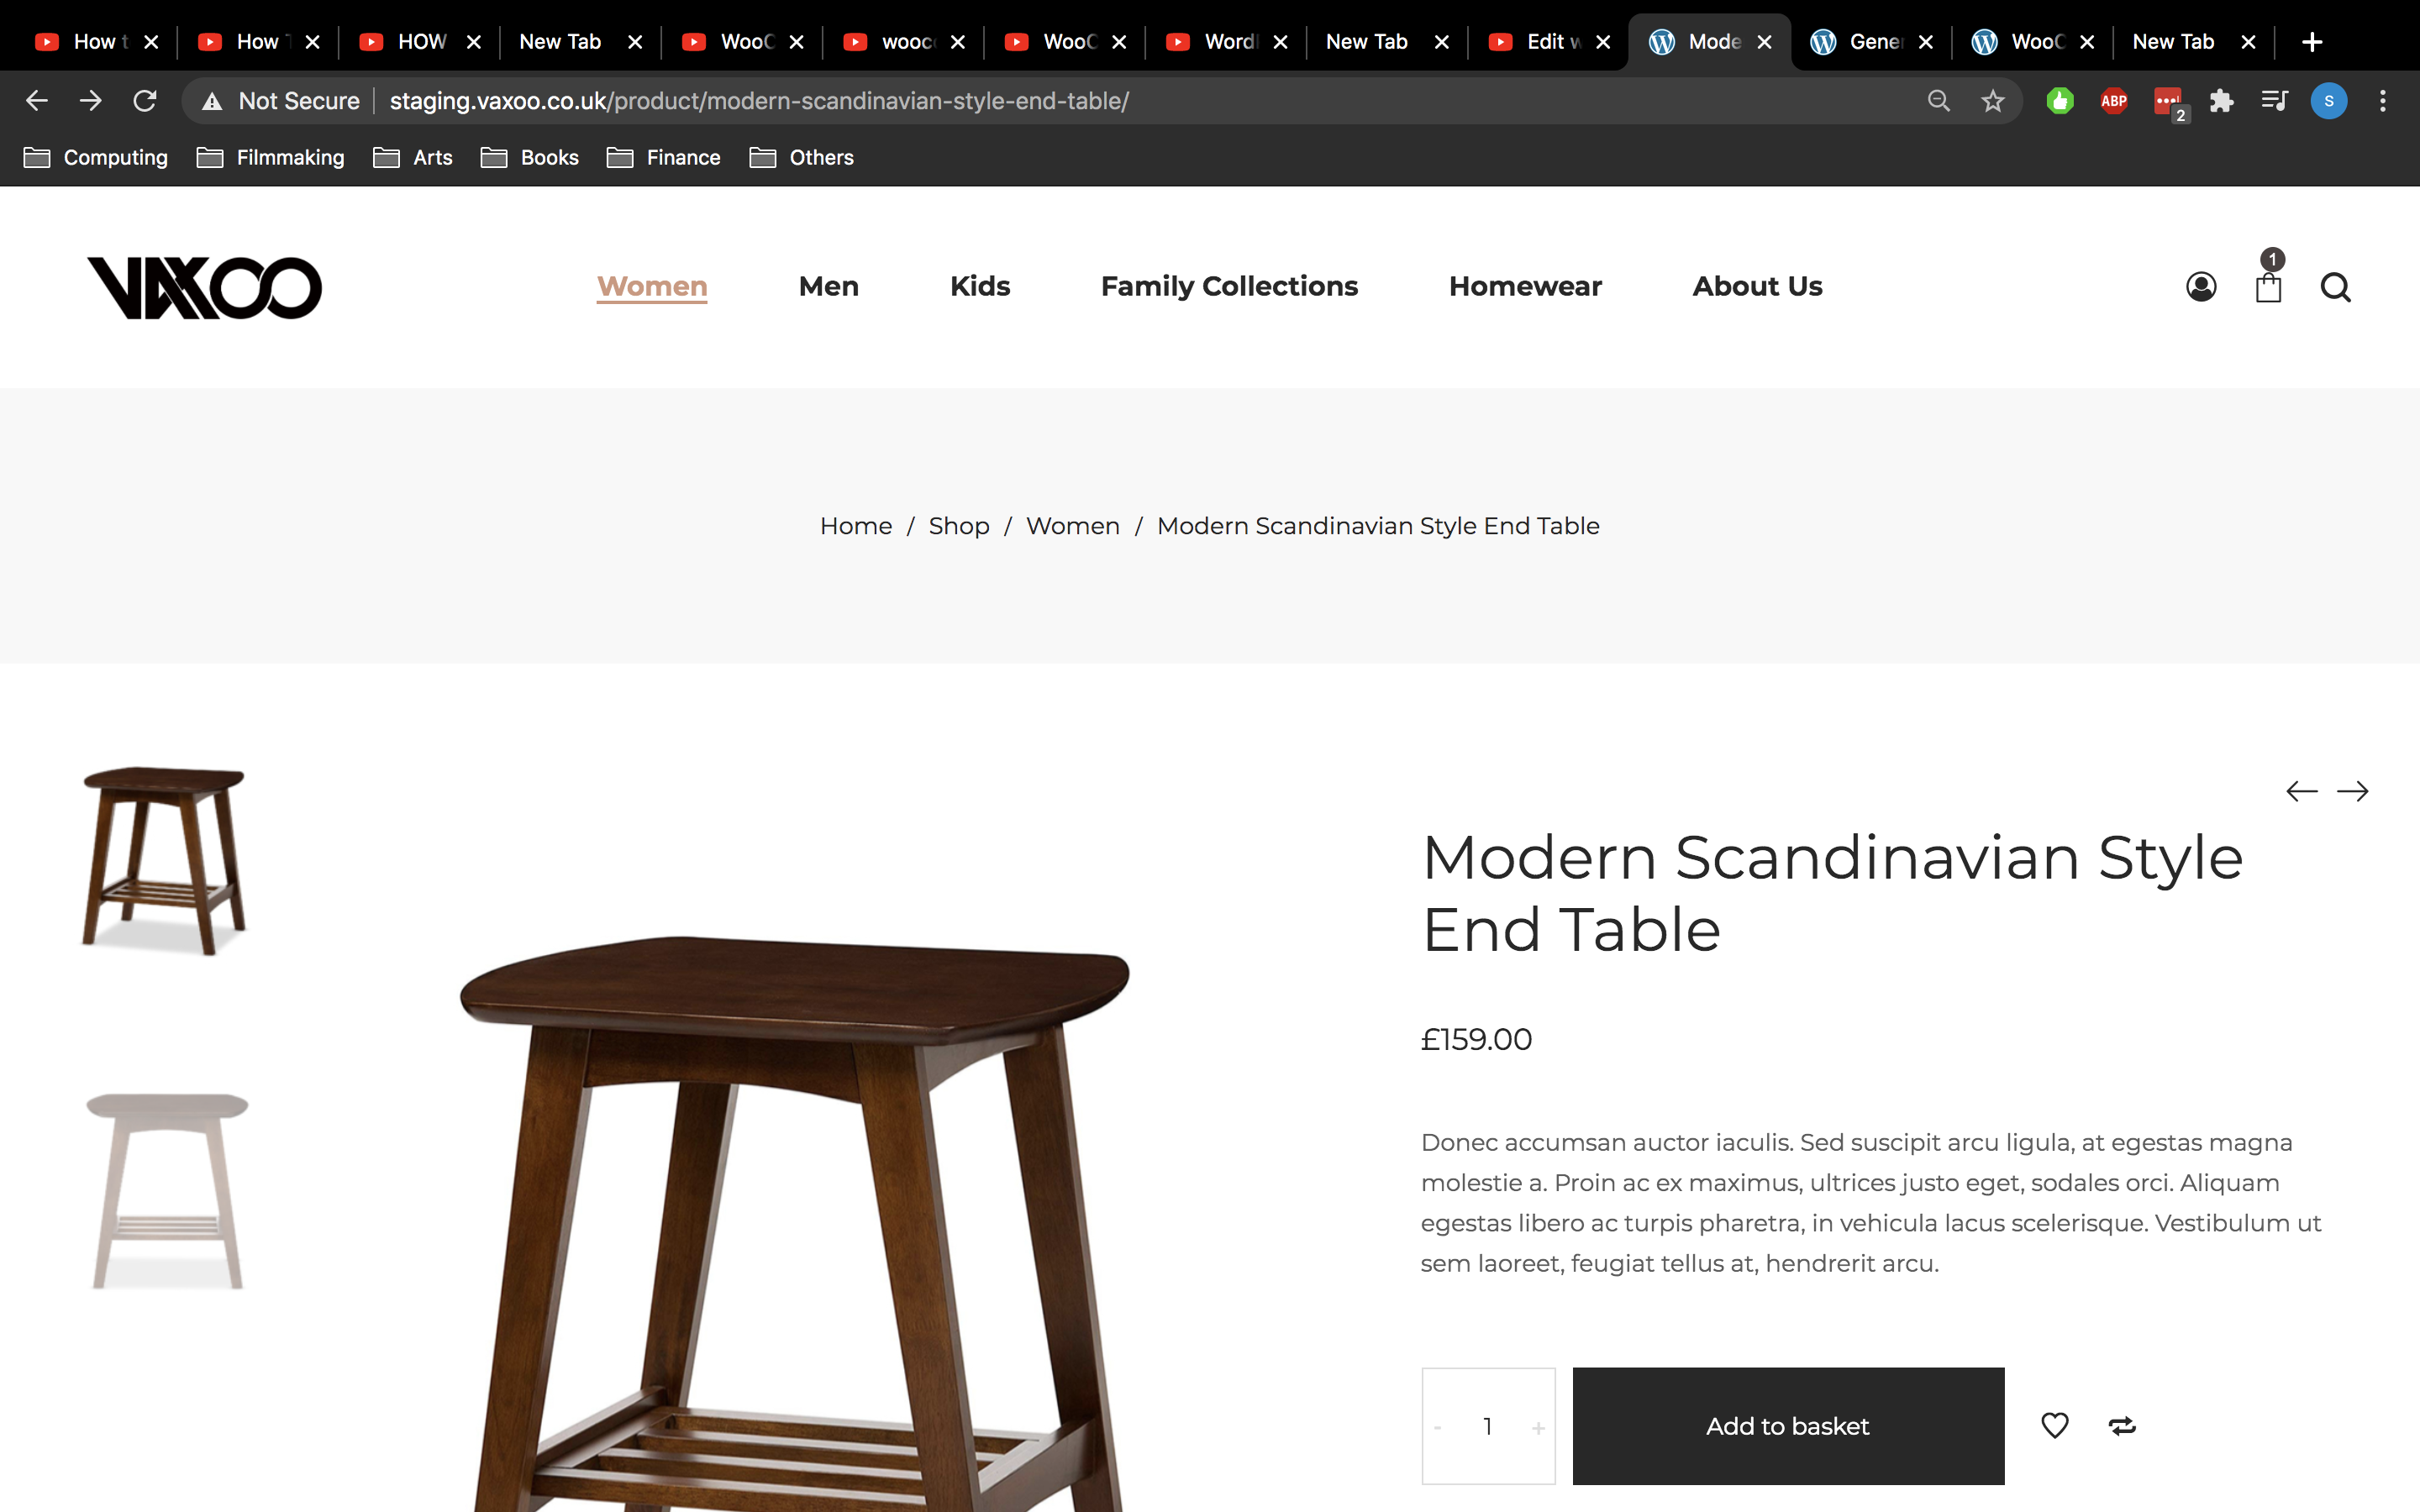 How t How T HOW New Tab WooC wooc WooC Word New Tab Edit w Mode Gene WooC New Tab
Not Secure staging.vaxoo.co.uk/product/modern-scandinavian-style-end-table/ ABP 2 S
Computing Filmmaking Arts Books Finance Others
VAXOO Women Men Kids Family Collections Homewear About Us 1
Home / Shop / Women / Modern Scandinavian Style End Table
Modern Scandinavian Style
End Table
£159.00
Donec accumsan auctor iaculis. Sed suscipit arcu ligula, at egestas magna
molestie a. Proin ac ex maximus, ultrices justo eget, sodales orci. Aliquam
egestas libero ac turpis pharetra, in vehicula lacus scelerisque. Vestibulum ut
sem laoreet, feugiat tellus at, hendrerit arcu.
- 1 + Add to basket